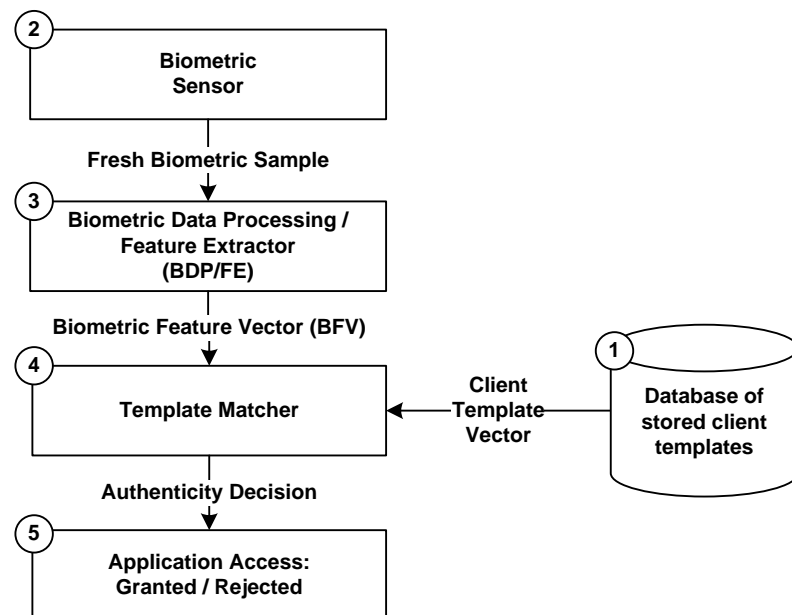 2
Biometric
Sensor
Fresh Biometric Sample
3
Biometric Data Processing /
Feature Extractor
(BDP/FE)
Biometric Feature Vector (BFV)
4
Template Matcher
Client
Template
Vector
1
Database of
stored client
templates
Authenticity Decision
5
Application Access:
Granted / Rejected